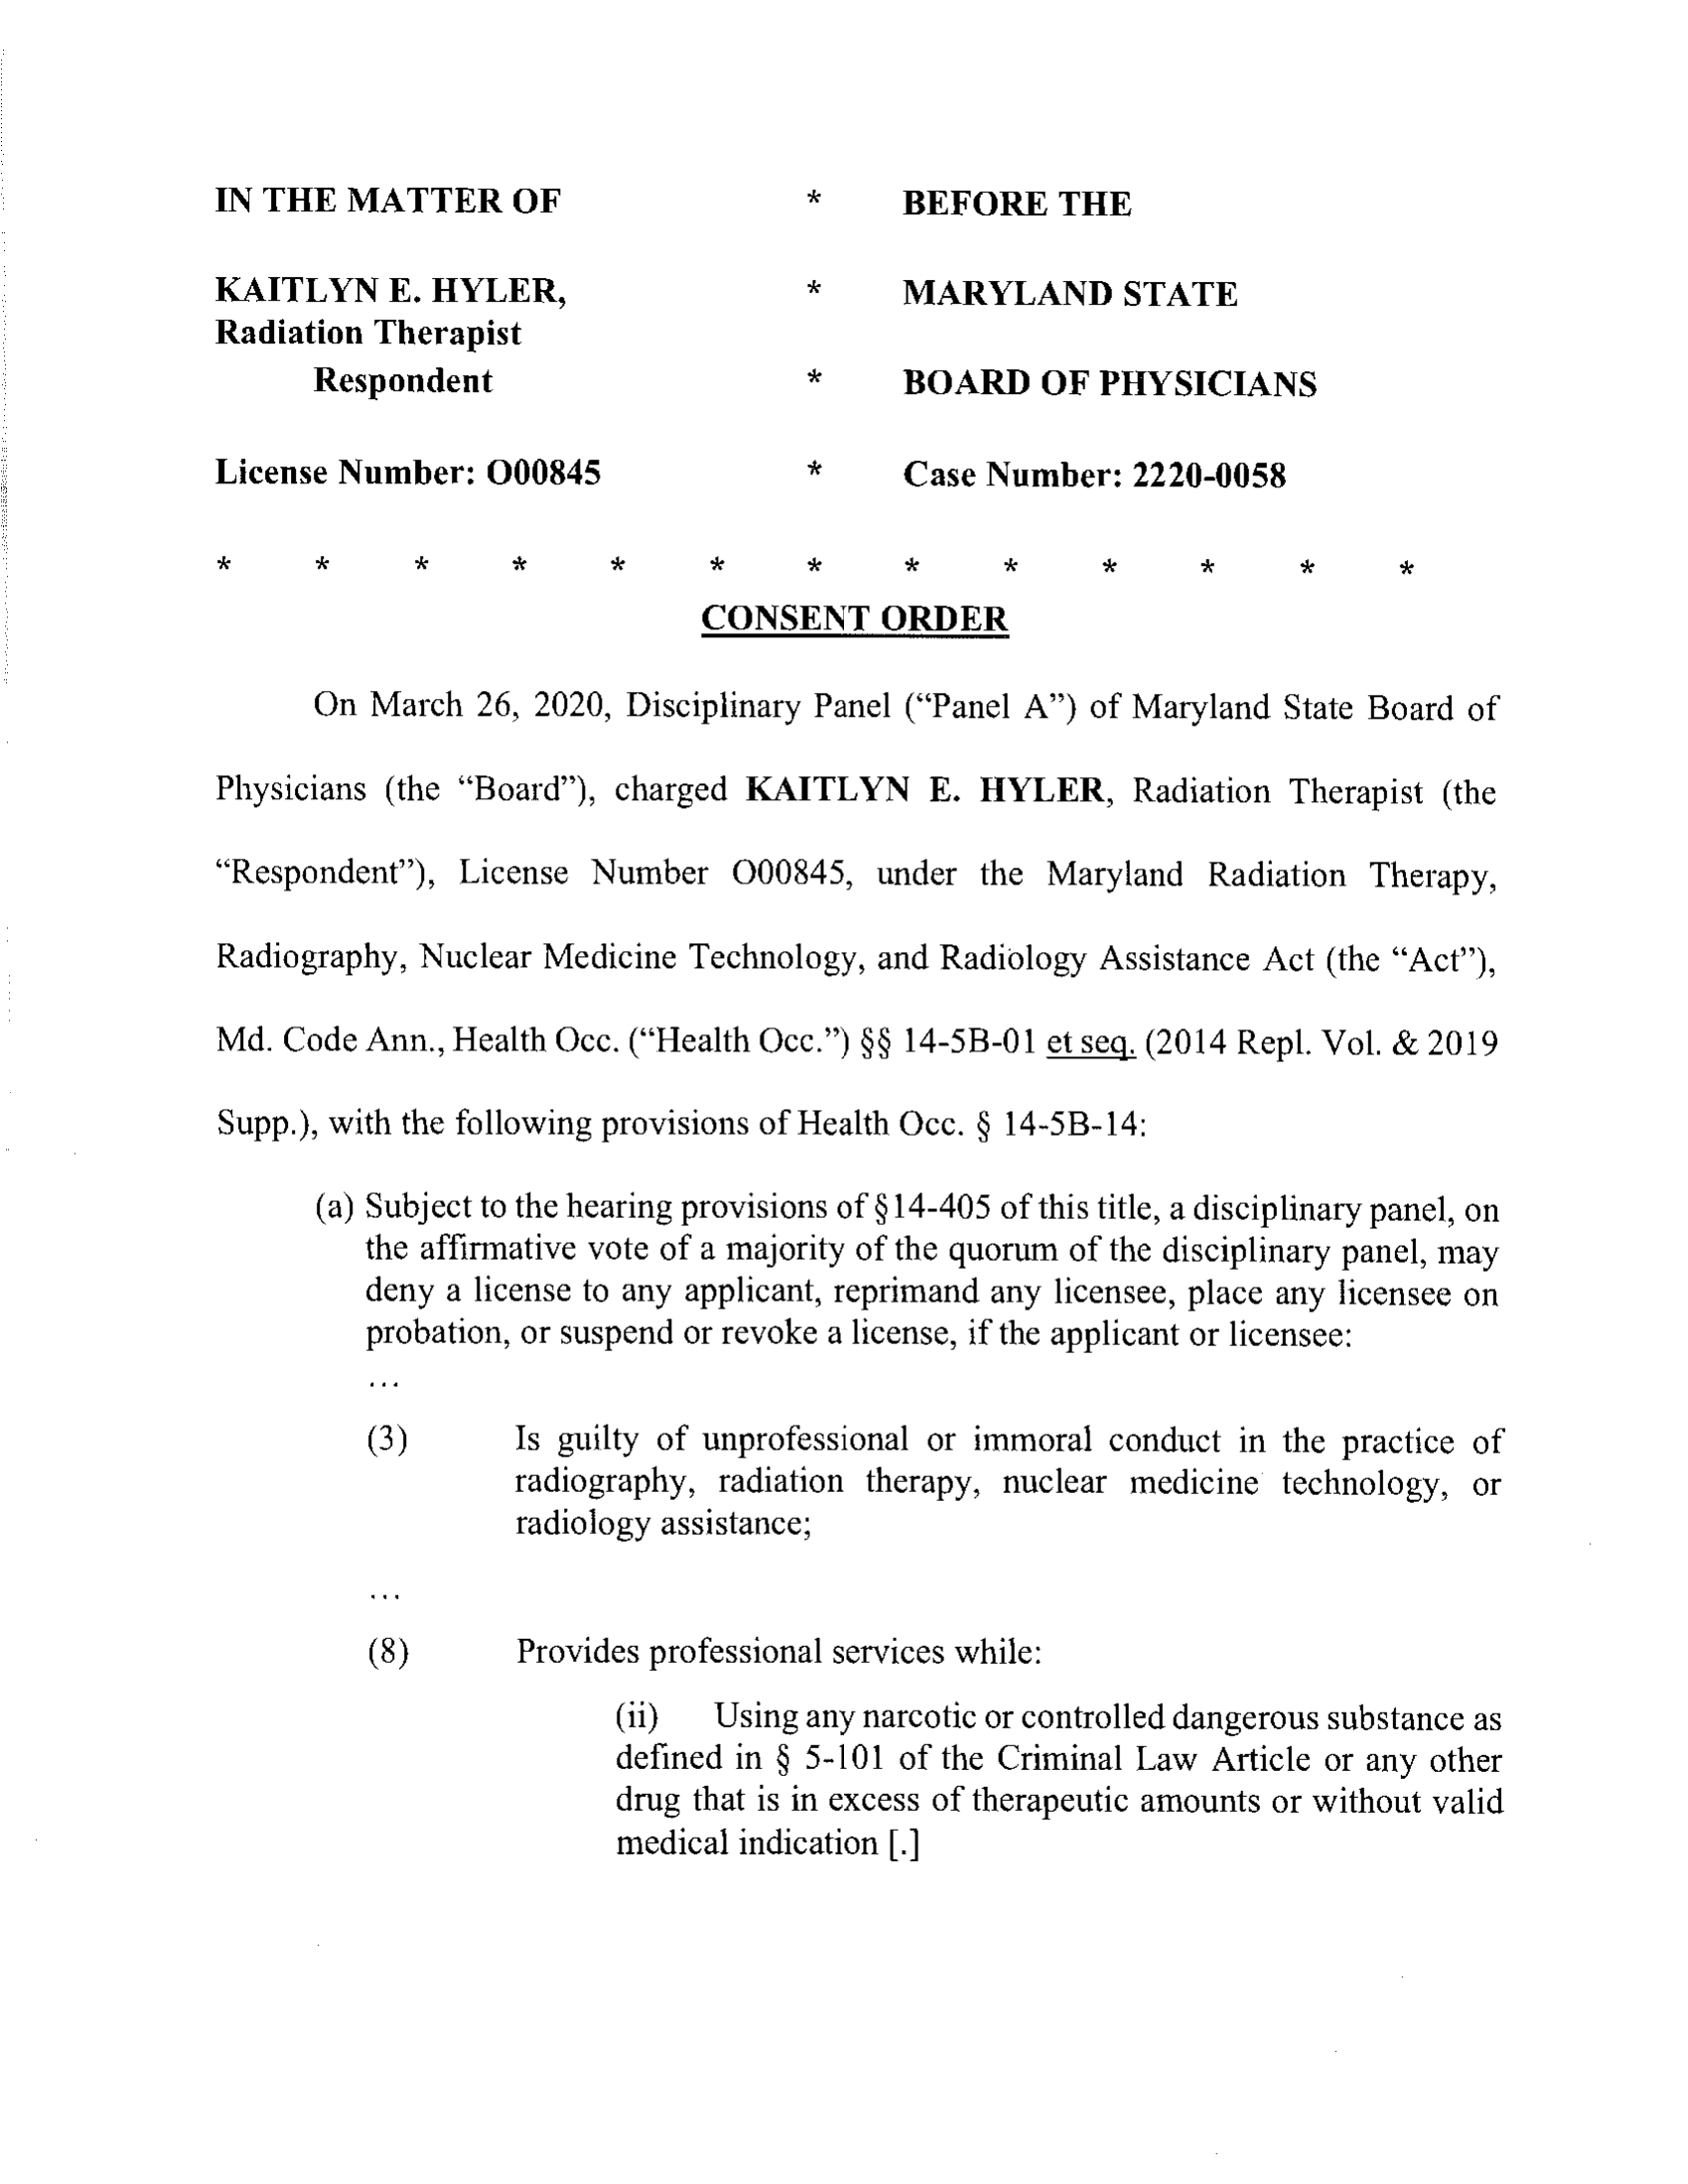 IN THE MATTER OF * BEFORE THE
KAITLYN E. HYLER, * MARYLAND STATE
Radiation Therapist
Respondent * BOARD OF PHYSICIANS
License Number: O00845 * Case Number: 2220-0058
* * * * * * * * * * * * *
CONSENT ORDER
On March 26, 2020, Disciplinary Panel (“Panel A”) of Maryland State Board of
Physicians (the “Board”), charged KAITLYN E. HYLER, Radiation Therapist (the
“Respondent”), License Number O00845, under the Maryland Radiation Therapy,
Radiography, Nuclear Medicine Technology, and Radiology Assistance Act (the “Act”),
Md. Code Ann., Health Occ. (“Health Occ.”) §§ 14-5B-01 et seq. (2014 Repl. Vol. & 2019
Supp.), with the following provisions of Health Occ. § 14-5B-14:
(a) Subject to the hearing provisions of §14-405 of this title, a disciplinary panel, on
the affirmative vote of a majority of the quorum of the disciplinary panel, may
deny a license to any applicant, reprimand any licensee, place any licensee on
probation, or suspend or revoke a license, if the applicant or licensee:
...
(3) Is guilty of unprofessional or immoral conduct in the practice of
radiography, radiation therapy, nuclear medicine technology, or
radiology assistance;
...
(8) Provides professional services while:
(ii) Using any narcotic or controlled dangerous substance as
defined in § 5-101 of the Criminal Law Article or any other
drug that is in excess of therapeutic amounts or without valid
medical indication [.]